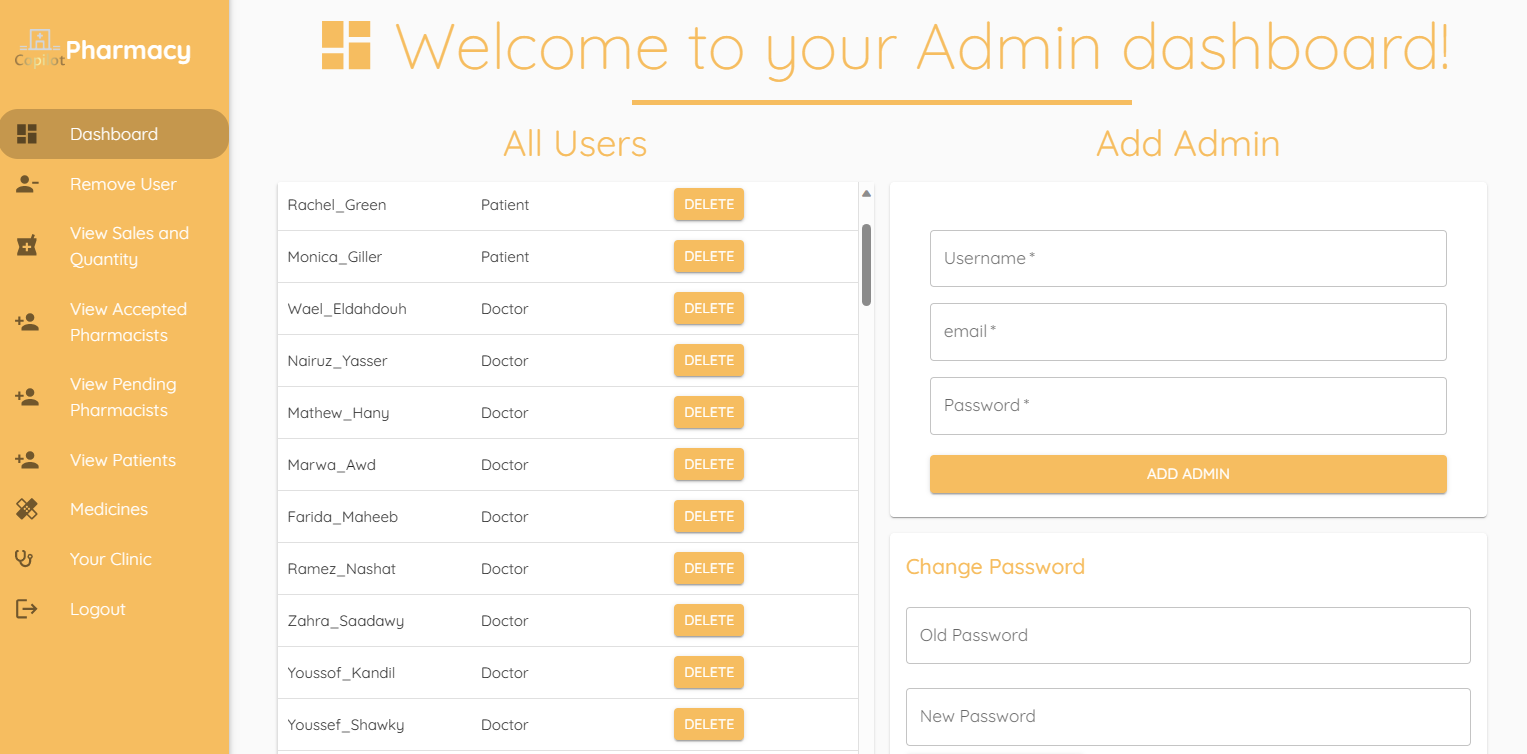 Copilot Pharmacy
Dashboard
Remove User
View Sales and
Quantity
View Accepted
Pharmacists
View Pending
Pharmacists
View Patients
Medicines
Your Clinic
Logout
Welcome to your Admin dashboard!
All Users
Rachel_Green Patient DELETE
Monica_Giller Patient DELETE
Wael_Eldahdouh Doctor DELETE
Nairuz_Yasser Doctor DELETE
Mathew_Hany Doctor DELETE
Marwa_Awd Doctor DELETE
Farida_Maheeb Doctor DELETE
Ramez_Nashat Doctor DELETE
Zahra_Saadawy Doctor DELETE
Youssof_Kandil Doctor DELETE
Youssef_Shawky Doctor DELETE
Add Admin
Username *
email *
Password *
ADD ADMIN
Change Password
Old Password
New Password